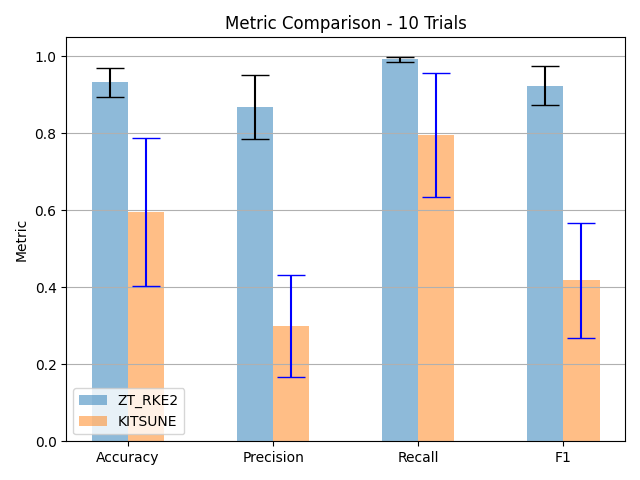 Metric Comparison - 10 Trials
Metric
1.0
0.8
0.6
0.4
0.2
0.0
ZT_RKE2
KITSUNE
Accuracy
Precision
Recall
F1